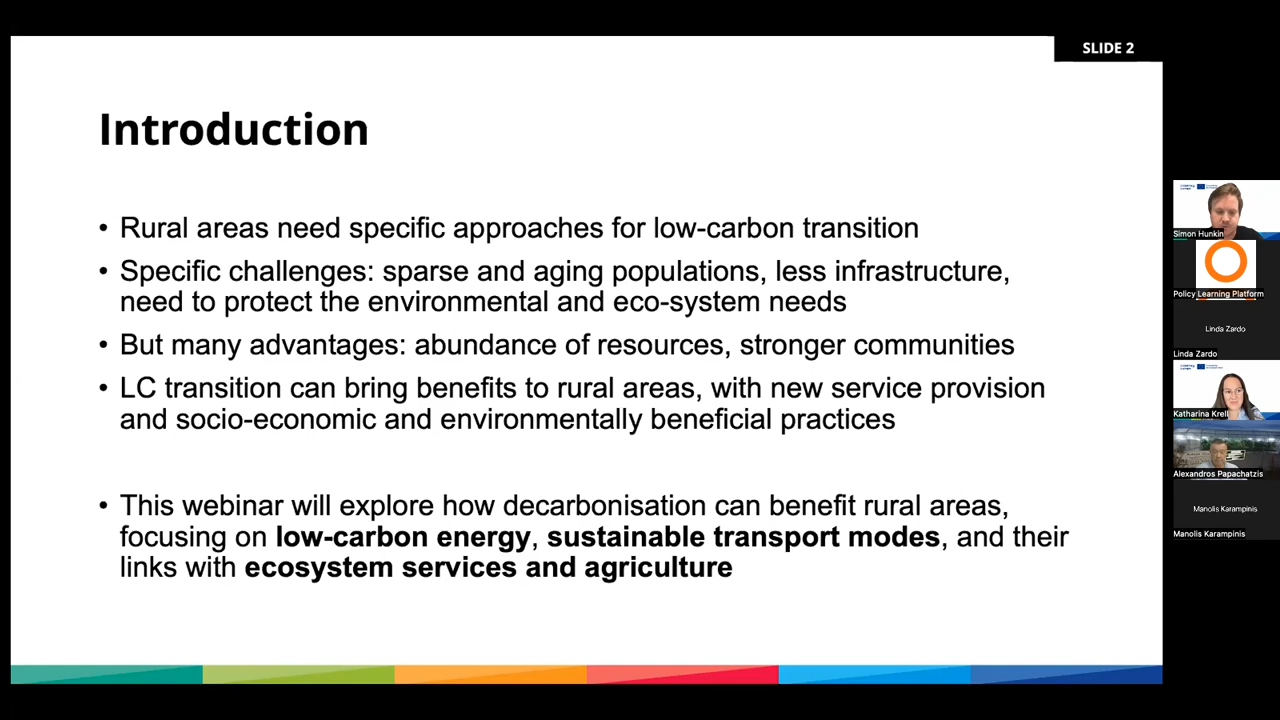 SLIDE 2
Introduction
• Rural areas need specific approaches for low-carbon transition
• Specific challenges: sparse and aging populations, less infrastructure,
need to protect the environmental and eco-system needs
• But many advantages: abundance of resources, stronger communities
• LC transition can bring benefits to rural areas, with new service provision
and socio-economic and environmentally beneficial practices
• This webinar will explore how decarbonisation can benefit rural areas,
focusing on low-carbon energy, sustainable transport modes, and their
links with ecosystem services and agriculture
Simon Hunkin
Policy Learning Platform
Linda Zardo
Linda Zardo
Katharina Krell
Alexandros Papachatzis
Manolis Karampinis
Manolis Karampinis